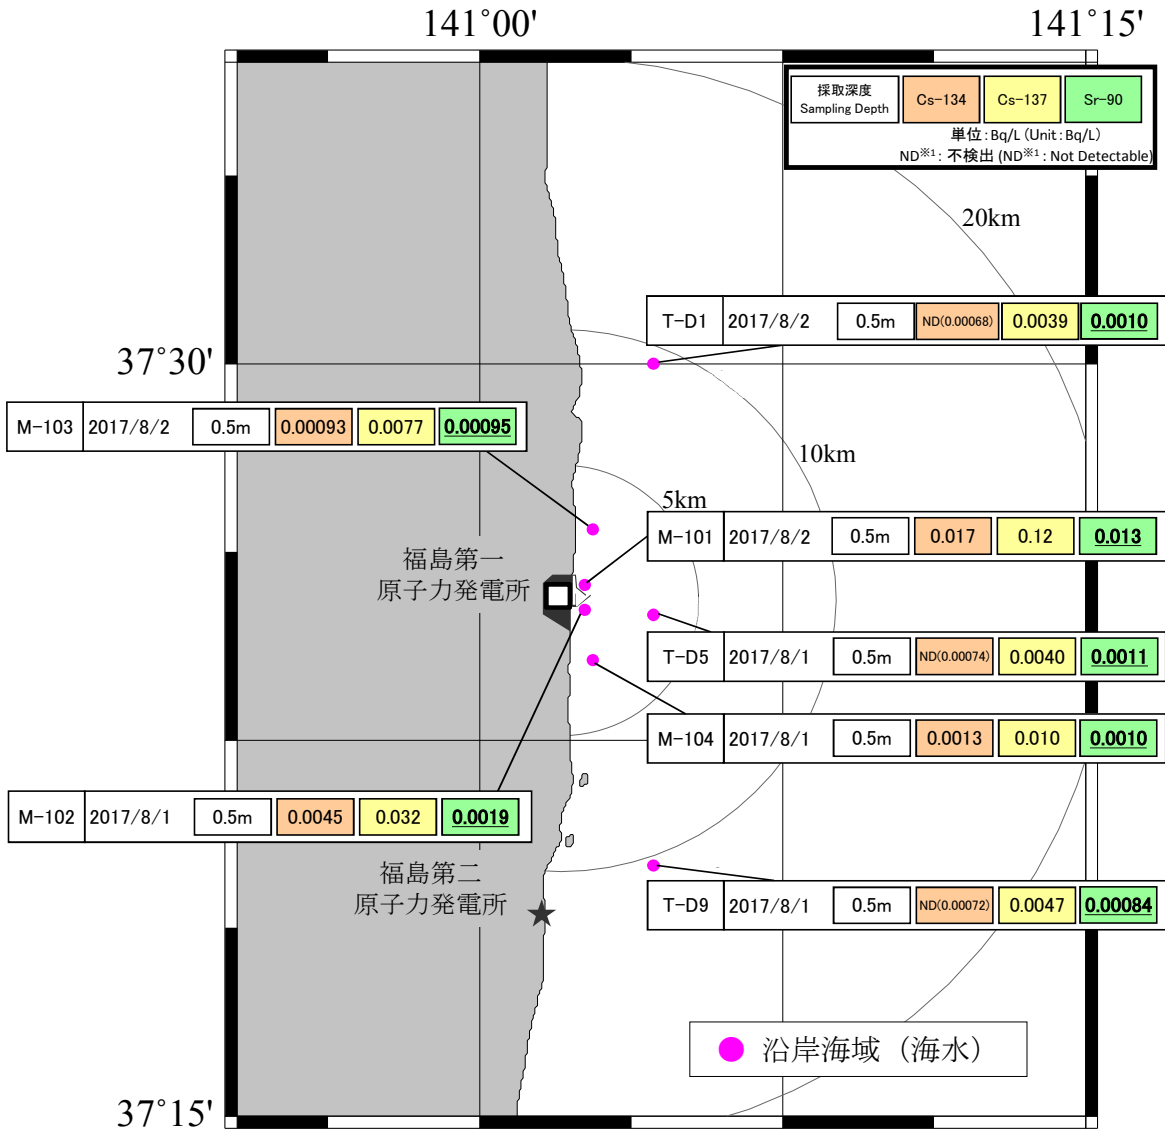 141°00'
141°15'
採取深度
Sampling Depth
Cs-134
Cs-137
Sr-90
単位:Bq/L (Unit:Bq/L)
ND※1: 不検出 (ND※1: Not Detectable)
20km
T-D1 2017/8/2 0.5m ND(0.00068) 0.0039 0.0010
37°30'
M-103 2017/8/2 0.5m 0.00093 0.0077 0.00095
10km
5km
M-101 2017/8/2 0.5m 0.017 0.12 0.013
福島第一
原子力発電所
T-D5 2017/8/1 0.5m ND(0.00074) 0.0040 0.0011
M-104 2017/8/1 0.5m 0.0013 0.010 0.0010
M-102 2017/8/1 0.5m 0.0045 0.032 0.0019
福島第二
原子力発電所
T-D9 2017/8/1 0.5m ND(0.00072) 0.0047 0.00084
沿岸海域（海水）
37°15'